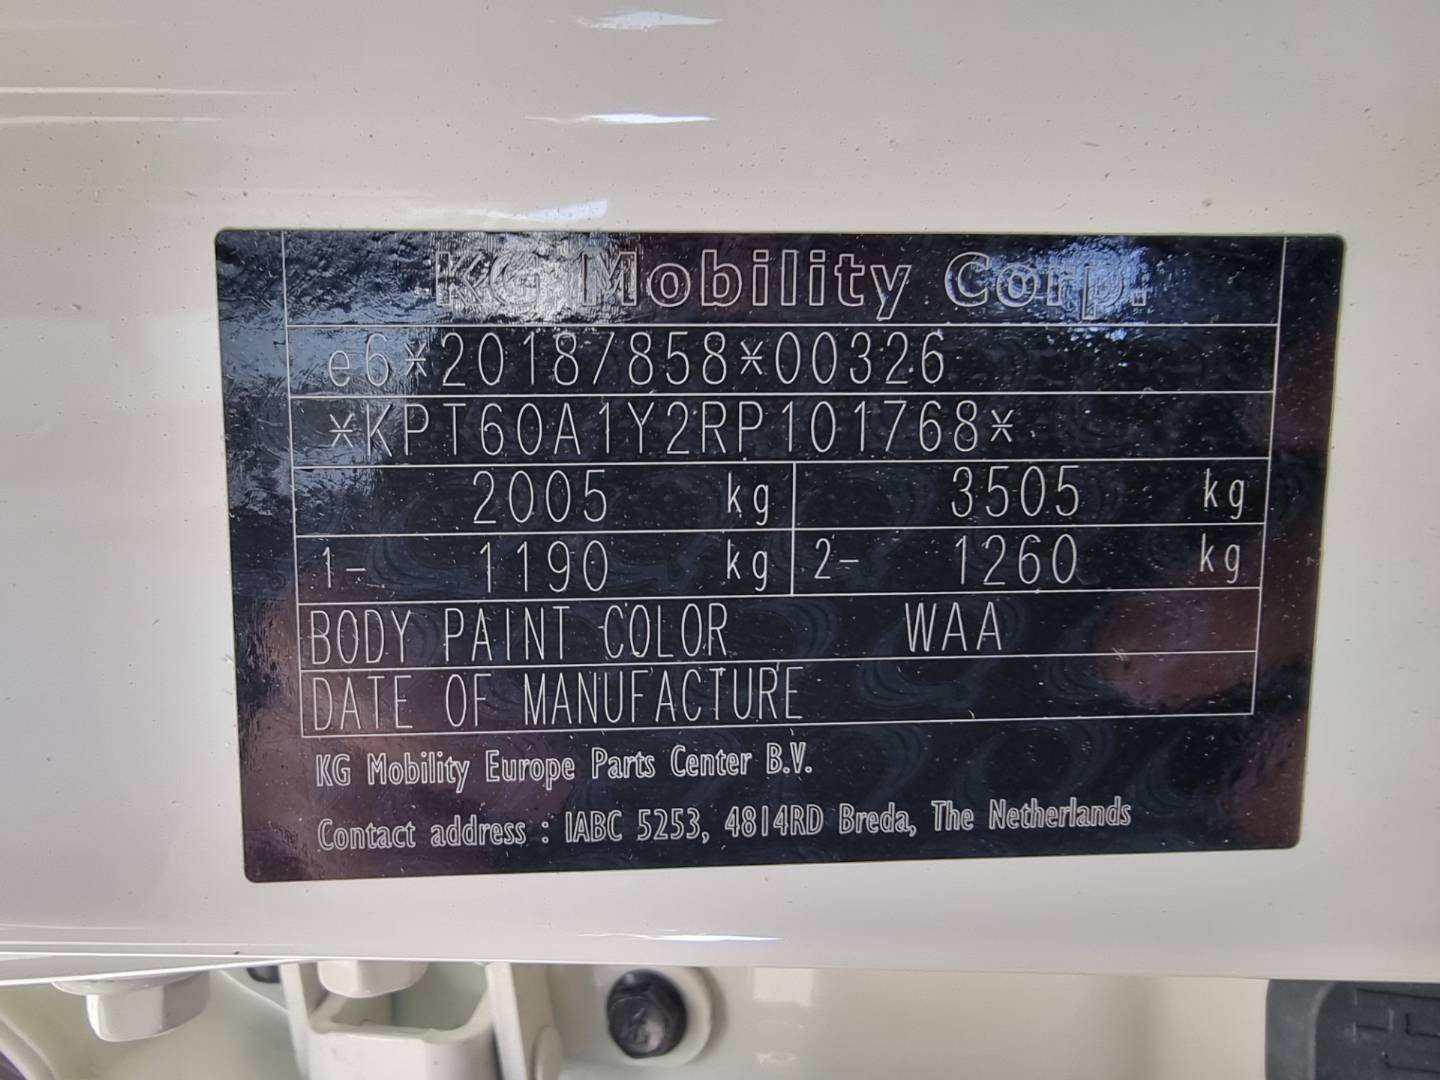 KG Mobility Corp.
e6*2018/858*00326
*KPT60A1Y2RP101768*
2005 kg 3505 kg
1- 1190 kg 2- 1260 kg
BODY PAINT COLOR WAA
DATE OF MANUFACTURE
KG Mobility Europe Parts Center B.V.
Contact address : IABC 5253, 4814RD Breda, The Netherlands